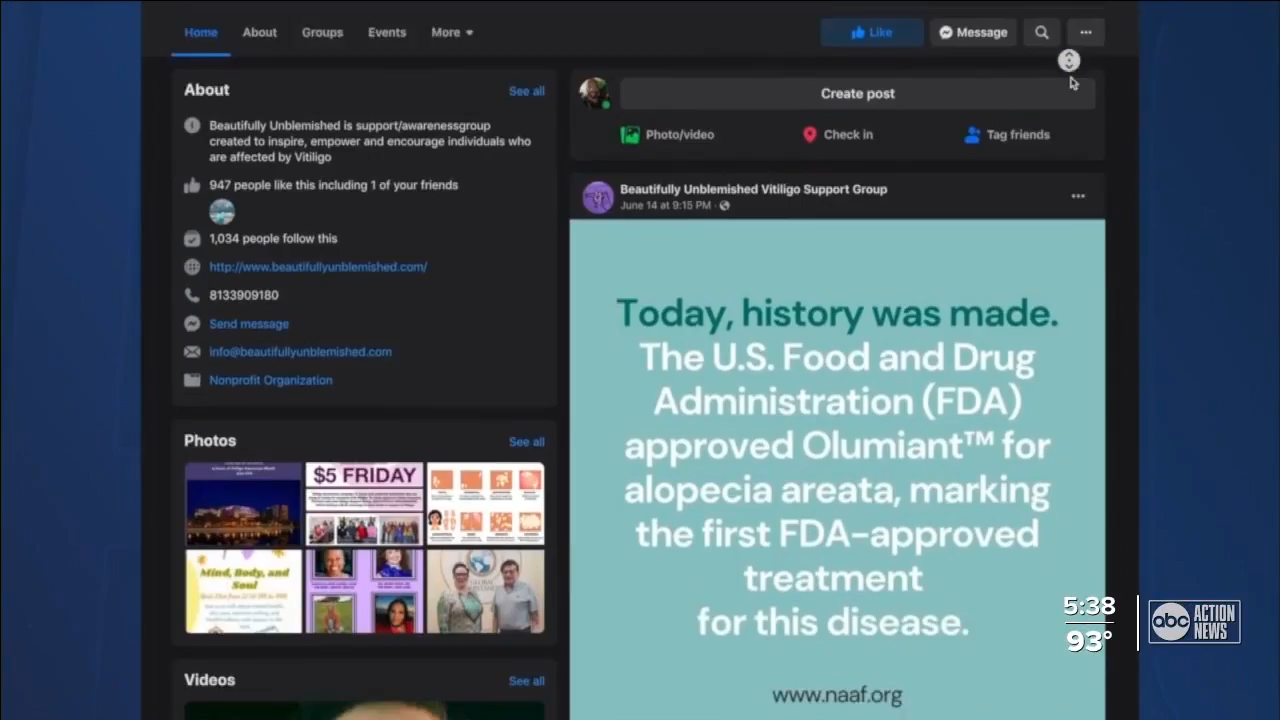 Home
About
Groups
Events
More
Like
Message
About
See all
Beautifully Unblemished is support/awarenessgroup
created to inspire, empower and encourage individuals who
are affected by Vitiligo
947 people like this including 1 of your friends
1,034 people follow this
http://www.beautifullyunblemished.com/
8133909180
Send message
info@beautifullyunblemished.com
Nonprofit Organization
Photos
See all
$5 FRIDAY
Mind, Body, and
Soul
Videos
See all
Create post
Photo/video
Check in
Tag friends
Beautifully Unblemished Vitiligo Support Group
June 14 at 9:15 PM
Today, history was made.
The U.S. Food and Drug
Administration (FDA)
approved Olumiant™ for
alopecia areata, marking
the first FDA-approved
treatment
for this disease.
www.naaf.org
5:38
93°
abc
ACTION
NEWS